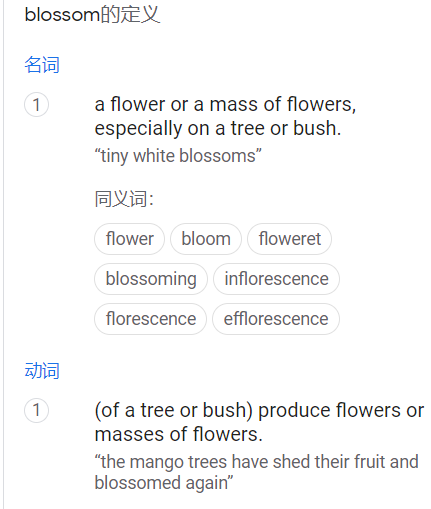 blossom的定义
名词
1
a flower or a mass of flowers,
especially on a tree or bush.
“tiny white blossoms”
同义词：
flower bloom floweret
blossoming inflorescence
florescence efflorescence
动词
1
(of a tree or bush) produce flowers or
masses of flowers.
“the mango trees have shed their fruit and
blossomed again”